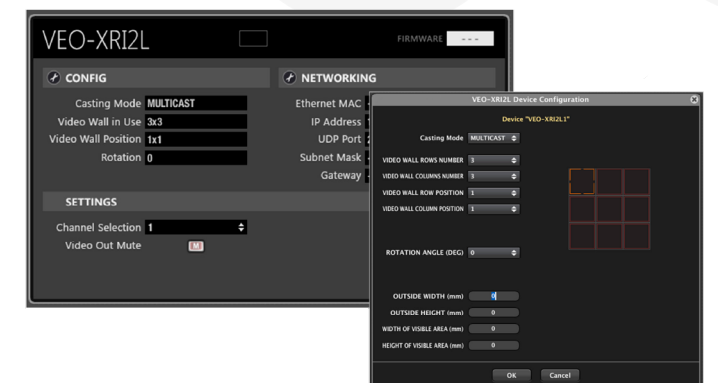 VEO-XRI2L
FIRMWARE ---
CONFIG
Casting Mode MULTICAST
Video Wall in Use 3x3
Video Wall Position 1x1
Rotation 0
NETWORKING
Ethernet MAC
IP Address
UDP Port
Subnet Mask
Gateway
SETTINGS
Channel Selection 1
Video Out Mute M
VEO-XRI2L Device Configuration
Device "VEO-XRI2L1"
Casting Mode MULTICAST
VIDEO WALL ROWS NUMBER 3
VIDEO WALL COLUMNS NUMBER 3
VIDEO WALL ROW POSITION 1
VIDEO WALL COLUMN POSITION 1
ROTATION ANGLE (DEG) 0
OUTSIDE WIDTH (mm) 0
OUTSIDE HEIGHT (mm) 0
WIDTH OF VISIBLE AREA (mm) 0
HEIGHT OF VISIBLE AREA (mm) 0
OK Cancel